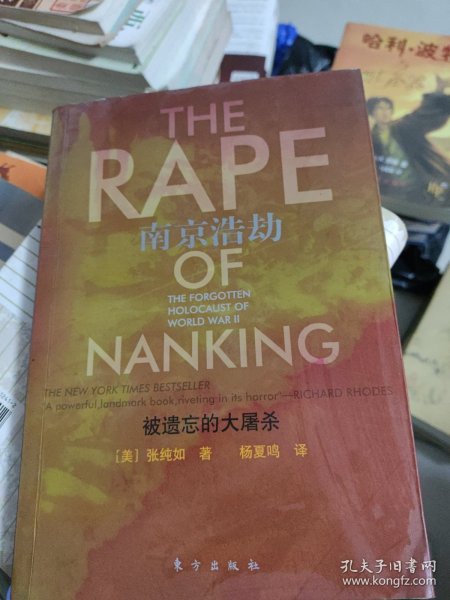 THE
RAPE
南京浩劫
OF
THE FORGOTTEN
HOLOCAUST OF
WORLD WAR II
NANKING
THE NEW YORK TIMES BESTSELLER
"A powerful,landmark book,riveting in its horror"—RICHARD RHODES
被遗忘的大屠杀
［美］张纯如 著 杨夏鸣 译
东方出版社
哈利·波特
孔夫子旧书网
www.kongfz.com